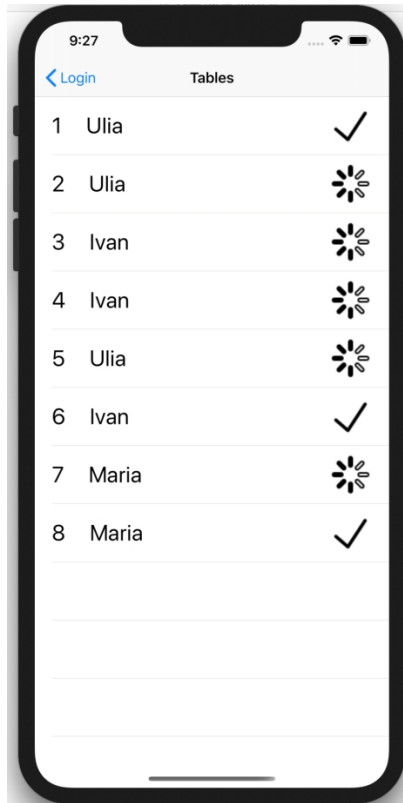 9:27
Login Tables
1 Ulia
2 Ulia
3 Ivan
4 Ivan
5 Ulia
6 Ivan
7 Maria
8 Maria